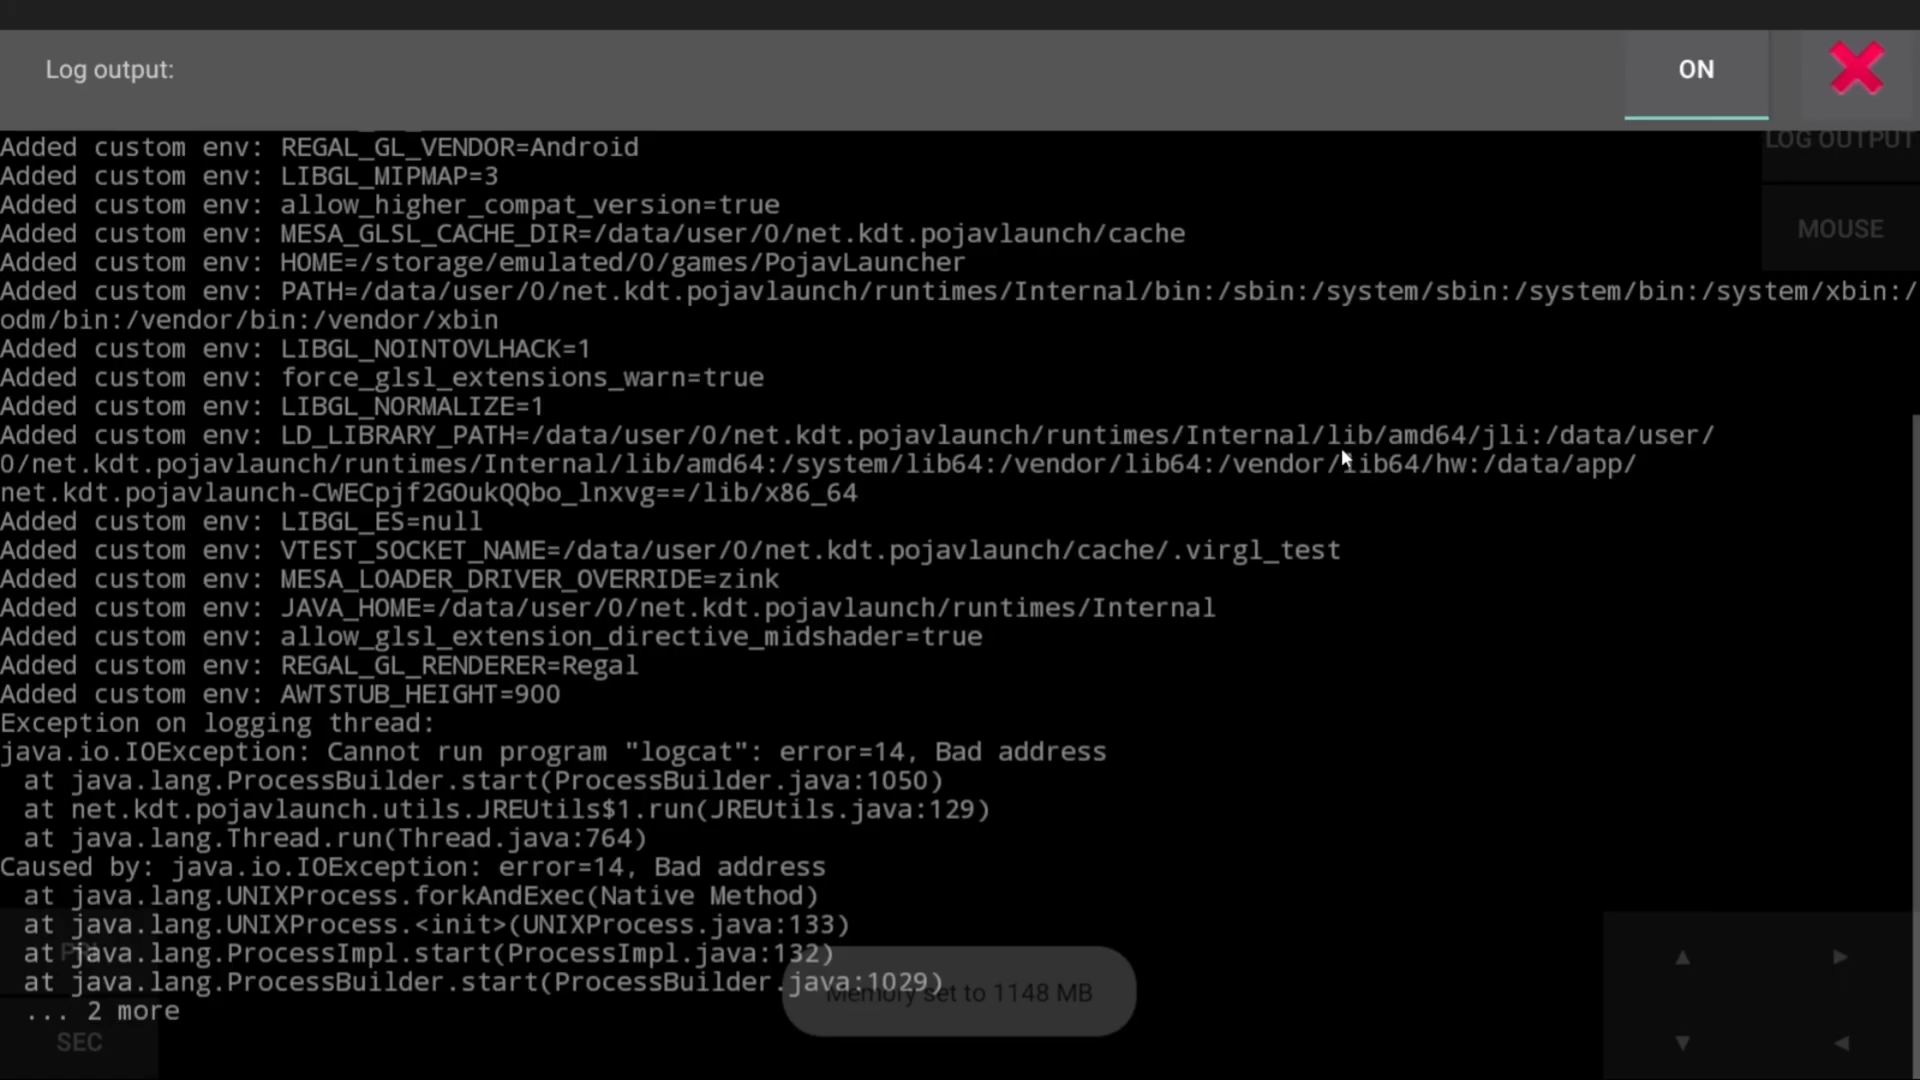 Log output:
ON
LOG OUTPUT
Added custom env: REGAL_GL_VENDOR=Android
Added custom env: LIBGL_MIPMAP=3
Added custom env: allow_higher_compat_version=true
MOUSE
Added custom env: MESA_GLSL_CACHE_DIR=/data/user/0/net.kdt.pojavlaunch/cache
Added custom env: HOME=/storage/emulated/0/games/PojavLauncher
Added custom env: PATH=/data/user/0/net.kdt.pojavlaunch/runtimes/Internal/bin:/sbin:/system/sbin:/system/bin:/system/xbin:/
odm/bin:/vendor/bin:/vendor/xbin
Added custom env: LIBGL_NOINTOVLHACK=1
Added custom env: force_glsl_extensions_warn=true
Added custom env: LIBGL_NORMALIZE=1
Added custom env: LD_LIBRARY_PATH=/data/user/0/net.kdt.pojavlaunch/runtimes/Internal/lib/amd64/jli:/data/user/
0/net.kdt.pojavlaunch/runtimes/Internal/lib/amd64:/system/lib64:/vendor/lib64:/vendor/lib64/hw:/data/app/
net.kdt.pojavlaunch-CWECpjf2GOukQQbo_lnxvg==/lib/x86_64
Added custom env: LIBGL_ES=null
Added custom env: VTEST_SOCKET_NAME=/data/user/0/net.kdt.pojavlaunch/cache/.virgl_test
Added custom env: MESA_LOADER_DRIVER_OVERRIDE=zink
Added custom env: JAVA_HOME=/data/user/0/net.kdt.pojavlaunch/runtimes/Internal
Added custom env: allow_glsl_extension_directive_midshader=true
Added custom env: REGAL_GL_RENDERER=Regal
Added custom env: AWTSTUB_HEIGHT=900
Exception on logging thread:
java.io.IOException: Cannot run program "logcat": error=14, Bad address
at java.lang.ProcessBuilder.start(ProcessBuilder.java:1050)
at net.kdt.pojavlaunch.utils.JREUtils$1.run(JREUtils.java:129)
at java.lang.Thread.run(Thread.java:764)
Caused by: java.io.IOException: error=14, Bad address
at java.lang.UNIXProcess.forkAndExec(Native Method)
at java.lang.UNIXProcess.<init>(UNIXProcess.java:133)
at java.lang.ProcessImpl.start(ProcessImpl.java:132)
at java.lang.ProcessBuilder.start(ProcessBuilder.java:1029)
Memory set to 1148 MB
... 2 more
SEC